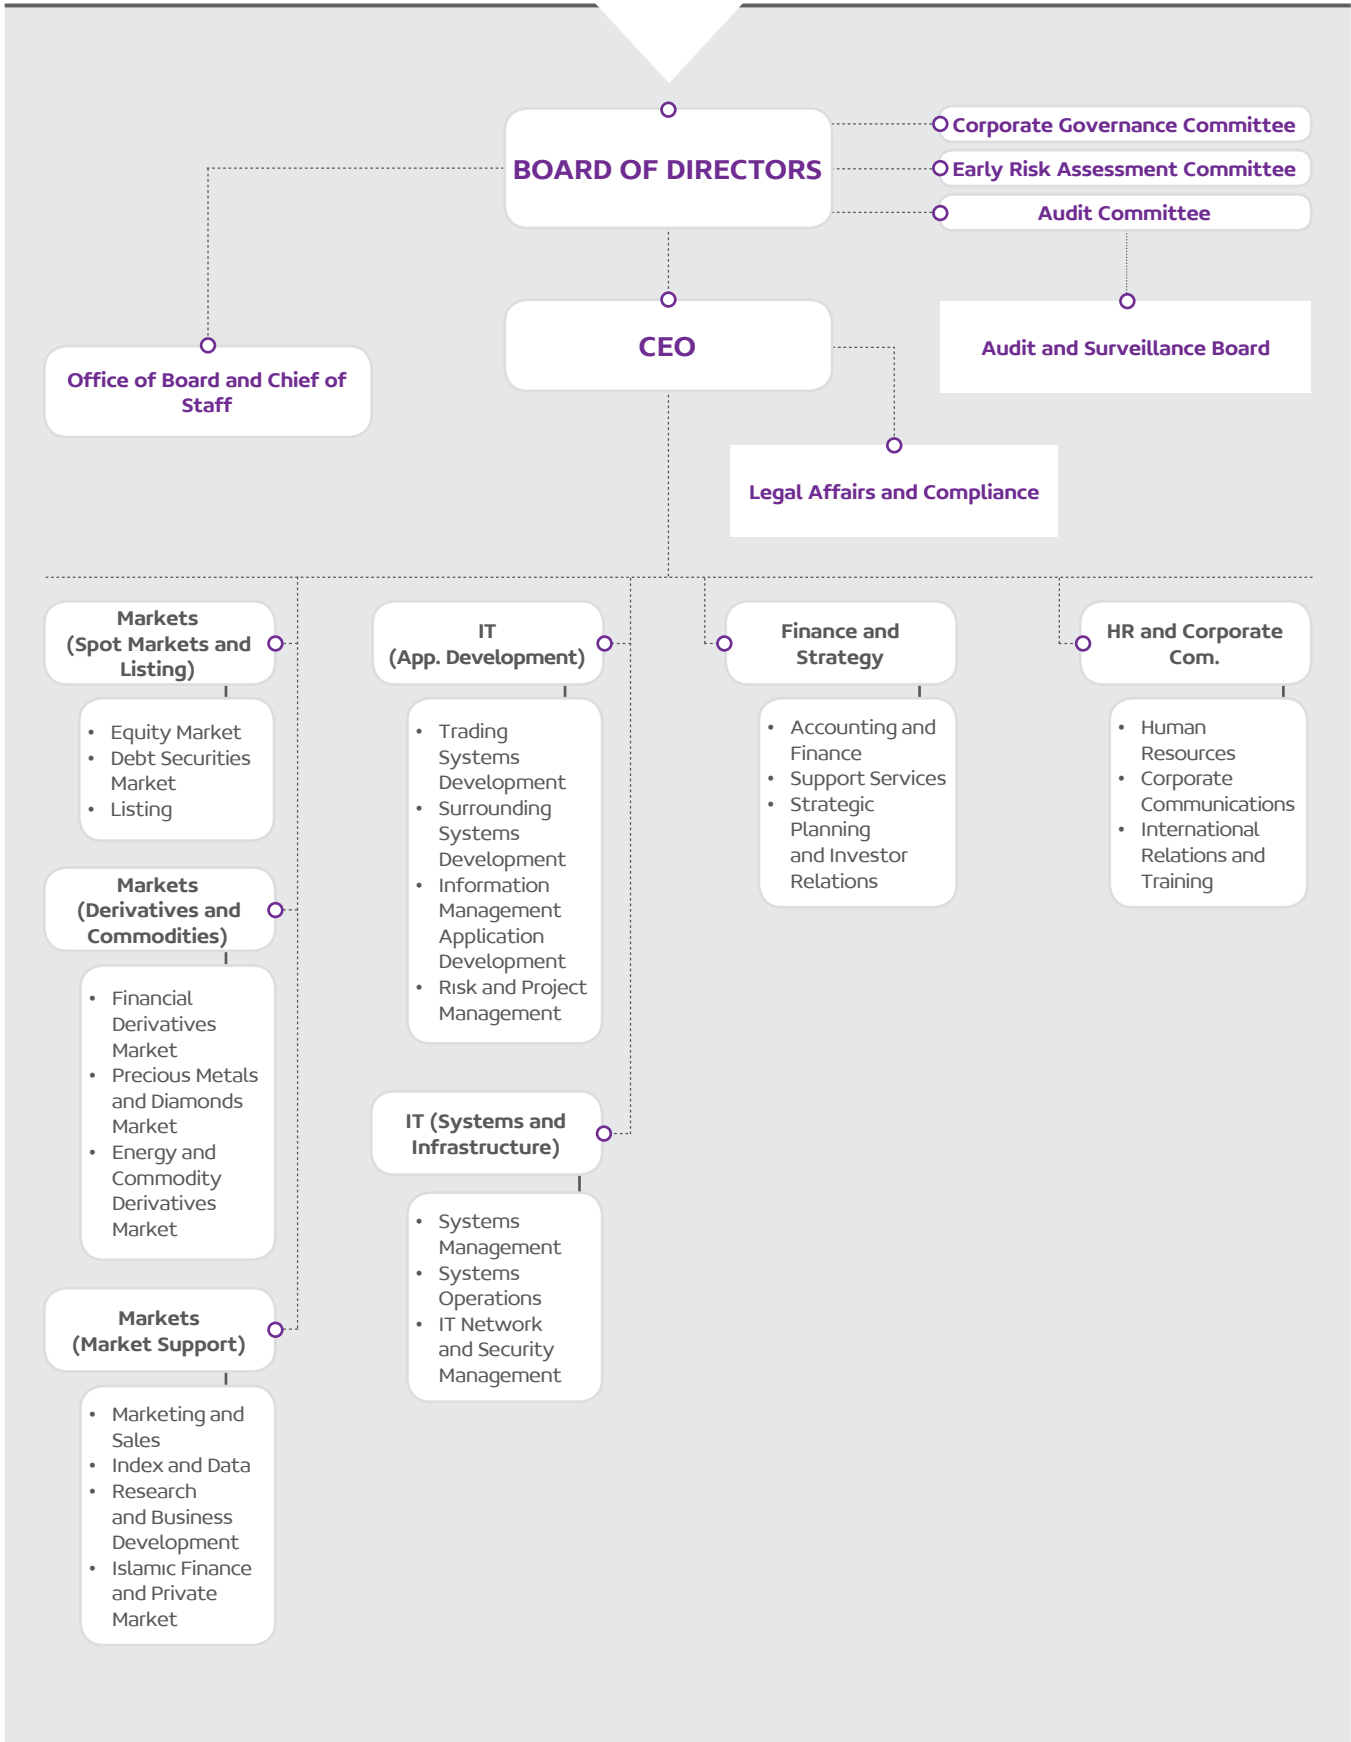 BOARD OF DIRECTORS
Corporate Governance Committee
Early Risk Assessment Committee
Audit Committee
CEO
Audit and Surveillance Board
Office of Board and Chief of
Staff
Legal Affairs and Compliance
Markets
(Spot Markets and
Listing)
• Equity Market
• Debt Securities
Market
• Listing
Markets
(Derivatives and
Commodities)
• Financial
Derivatives
Market
• Precious Metals
and Diamonds
Market
• Energy and
Commodity
Derivatives
Market
Markets
(Market Support)
• Marketing and
Sales
• Index and Data
• Research
and Business
Development
• Islamıc Finance
and Private
Market
IT
(App. Development)
• Trading
Systems
Development
• Surrounding
Systems
Development
• Information
Management
Application
Development
• Rısk and Project
Management
IT (Systems and
Infrastructure)
• Systems
Management
• Systems
Operations
• IT Network
and Security
Management
Finance and
Strategy
• Accounting and
Finance
• Support Services
• Strategic
Planning
and Investor
Relations
HR and Corporate
Com.
• Human
Resources
• Corporate
Communications
• International
Relations and
Training